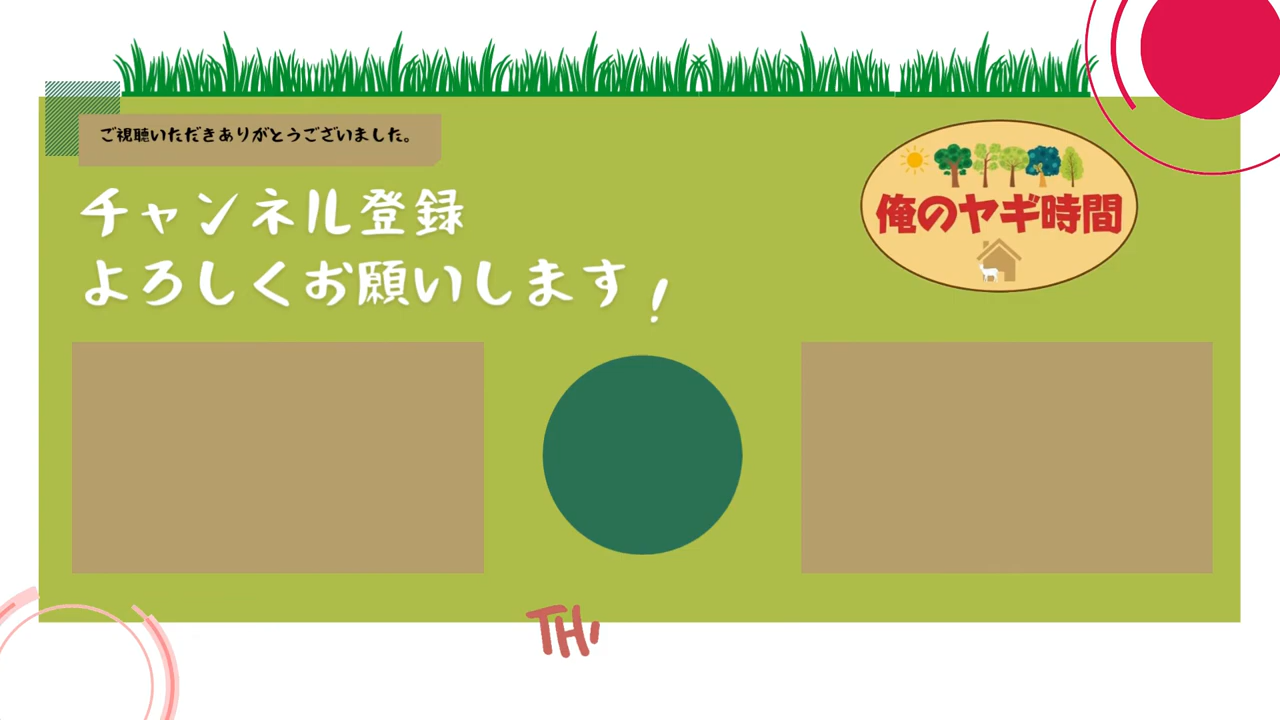 ご視聴いただきありがとうございました。
チャンネル登録
よろしくお願いします!
俺のヤギ時間
TH